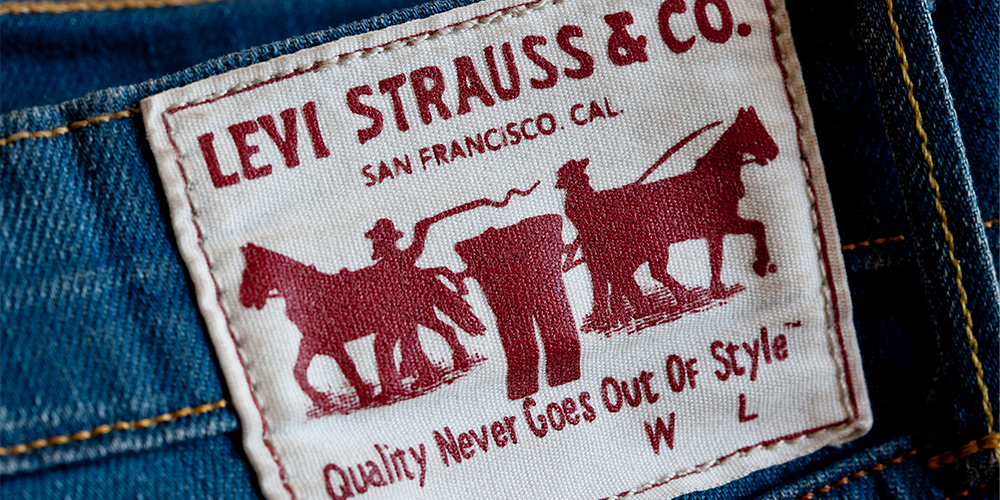 LEVI STRAUSS & CO.
SAN FRANCISCO. CAL.
Quality Never Goes Out Of Style™
W L